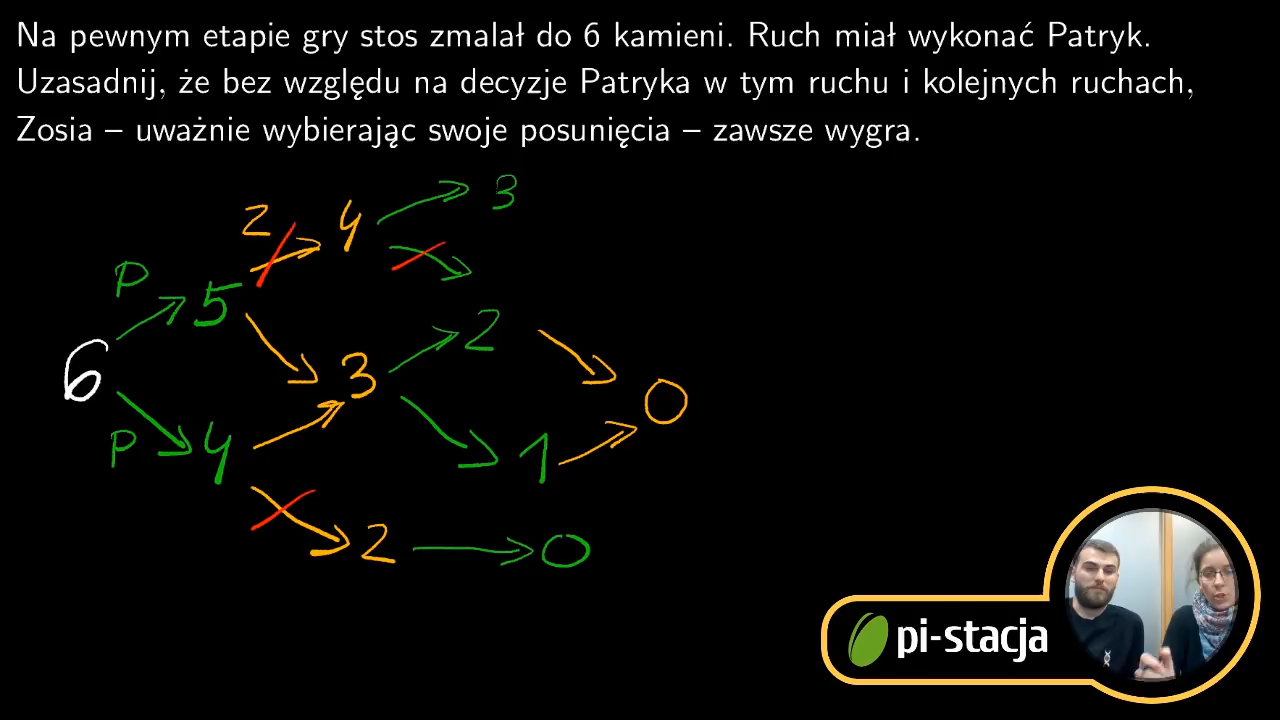 Na pewnym etapie gry stos zmalał do 6 kamieni. Ruch miał wykonać Patryk.
Uzasadnij, że bez względu na decyzje Patryka w tym ruchu i kolejnych ruchach,
Zosia – uważnie wybierając swoje posunięcia – zawsze wygra.
2 4 3
P 5
2
6 3 0
P 4 1
2 0
pi-stacja